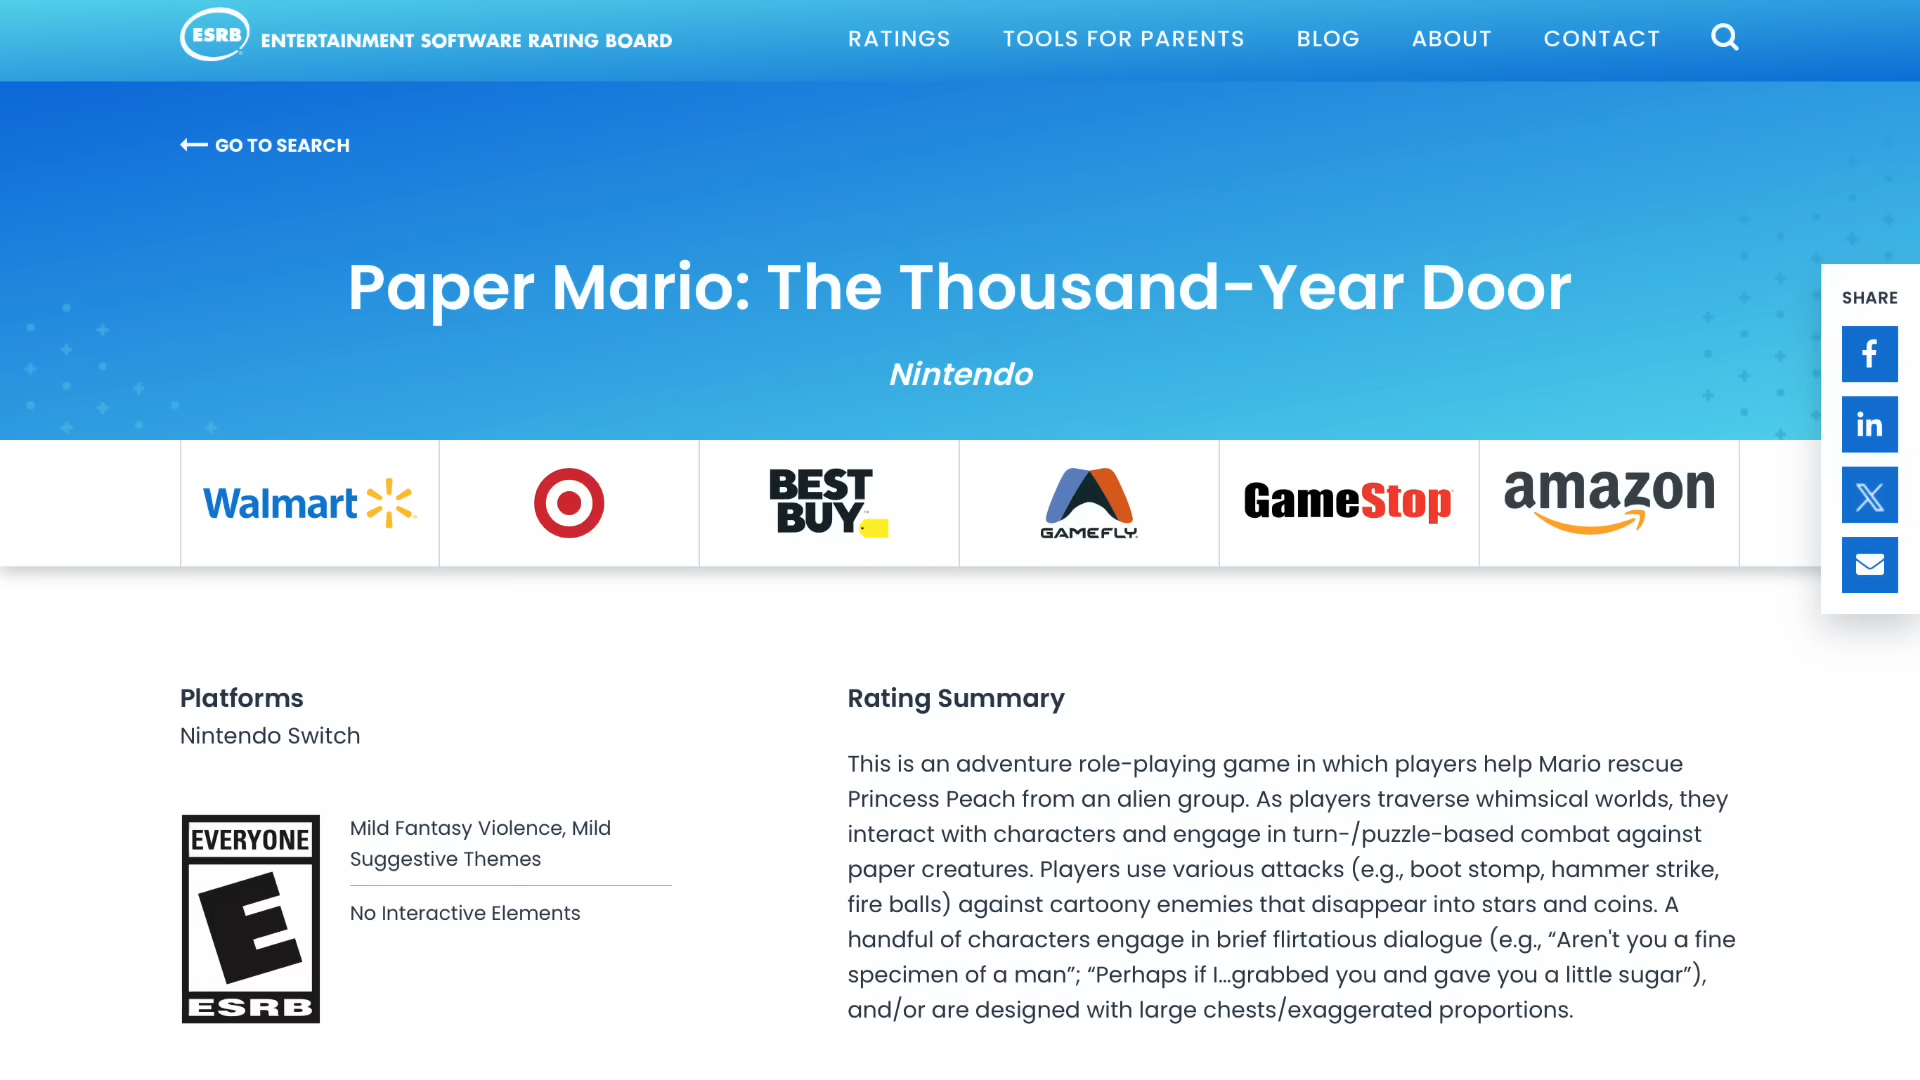 ESRB ENTERTAINMENT SOFTWARE RATING BOARD
RATINGS TOOLS FOR PARENTS BLOG ABOUT CONTACT
GO TO SEARCH
Paper Mario: The Thousand-Year Door
Nintendo
SHARE
Walmart
BEST
BUY
GAMEFLY
GameStop
amazon
Platforms
Nintendo Switch
EVERYONE
E
ESRB
Mild Fantasy Violence, Mild
Suggestive Themes
No Interactive Elements
Rating Summary
This is an adventure role-playing game in which players help Mario rescue
Princess Peach from an alien group. As players traverse whimsical worlds, they
interact with characters and engage in turn-/puzzle-based combat against
paper creatures. Players use various attacks (e.g., boot stomp, hammer strike,
fire balls) against cartoony enemies that disappear into stars and coins. A
handful of characters engage in brief flirtatious dialogue (e.g., “Aren't you a fine
specimen of a man”; “Perhaps if I...grabbed you and gave you a little sugar”),
and/or are designed with large chests/exaggerated proportions.